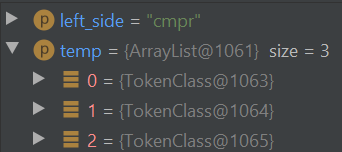 p left_side = "cmpr"
p temp = {ArrayList@1061} size = 3
0 = {TokenClass@1063}
1 = {TokenClass@1064}
2 = {TokenClass@1065}